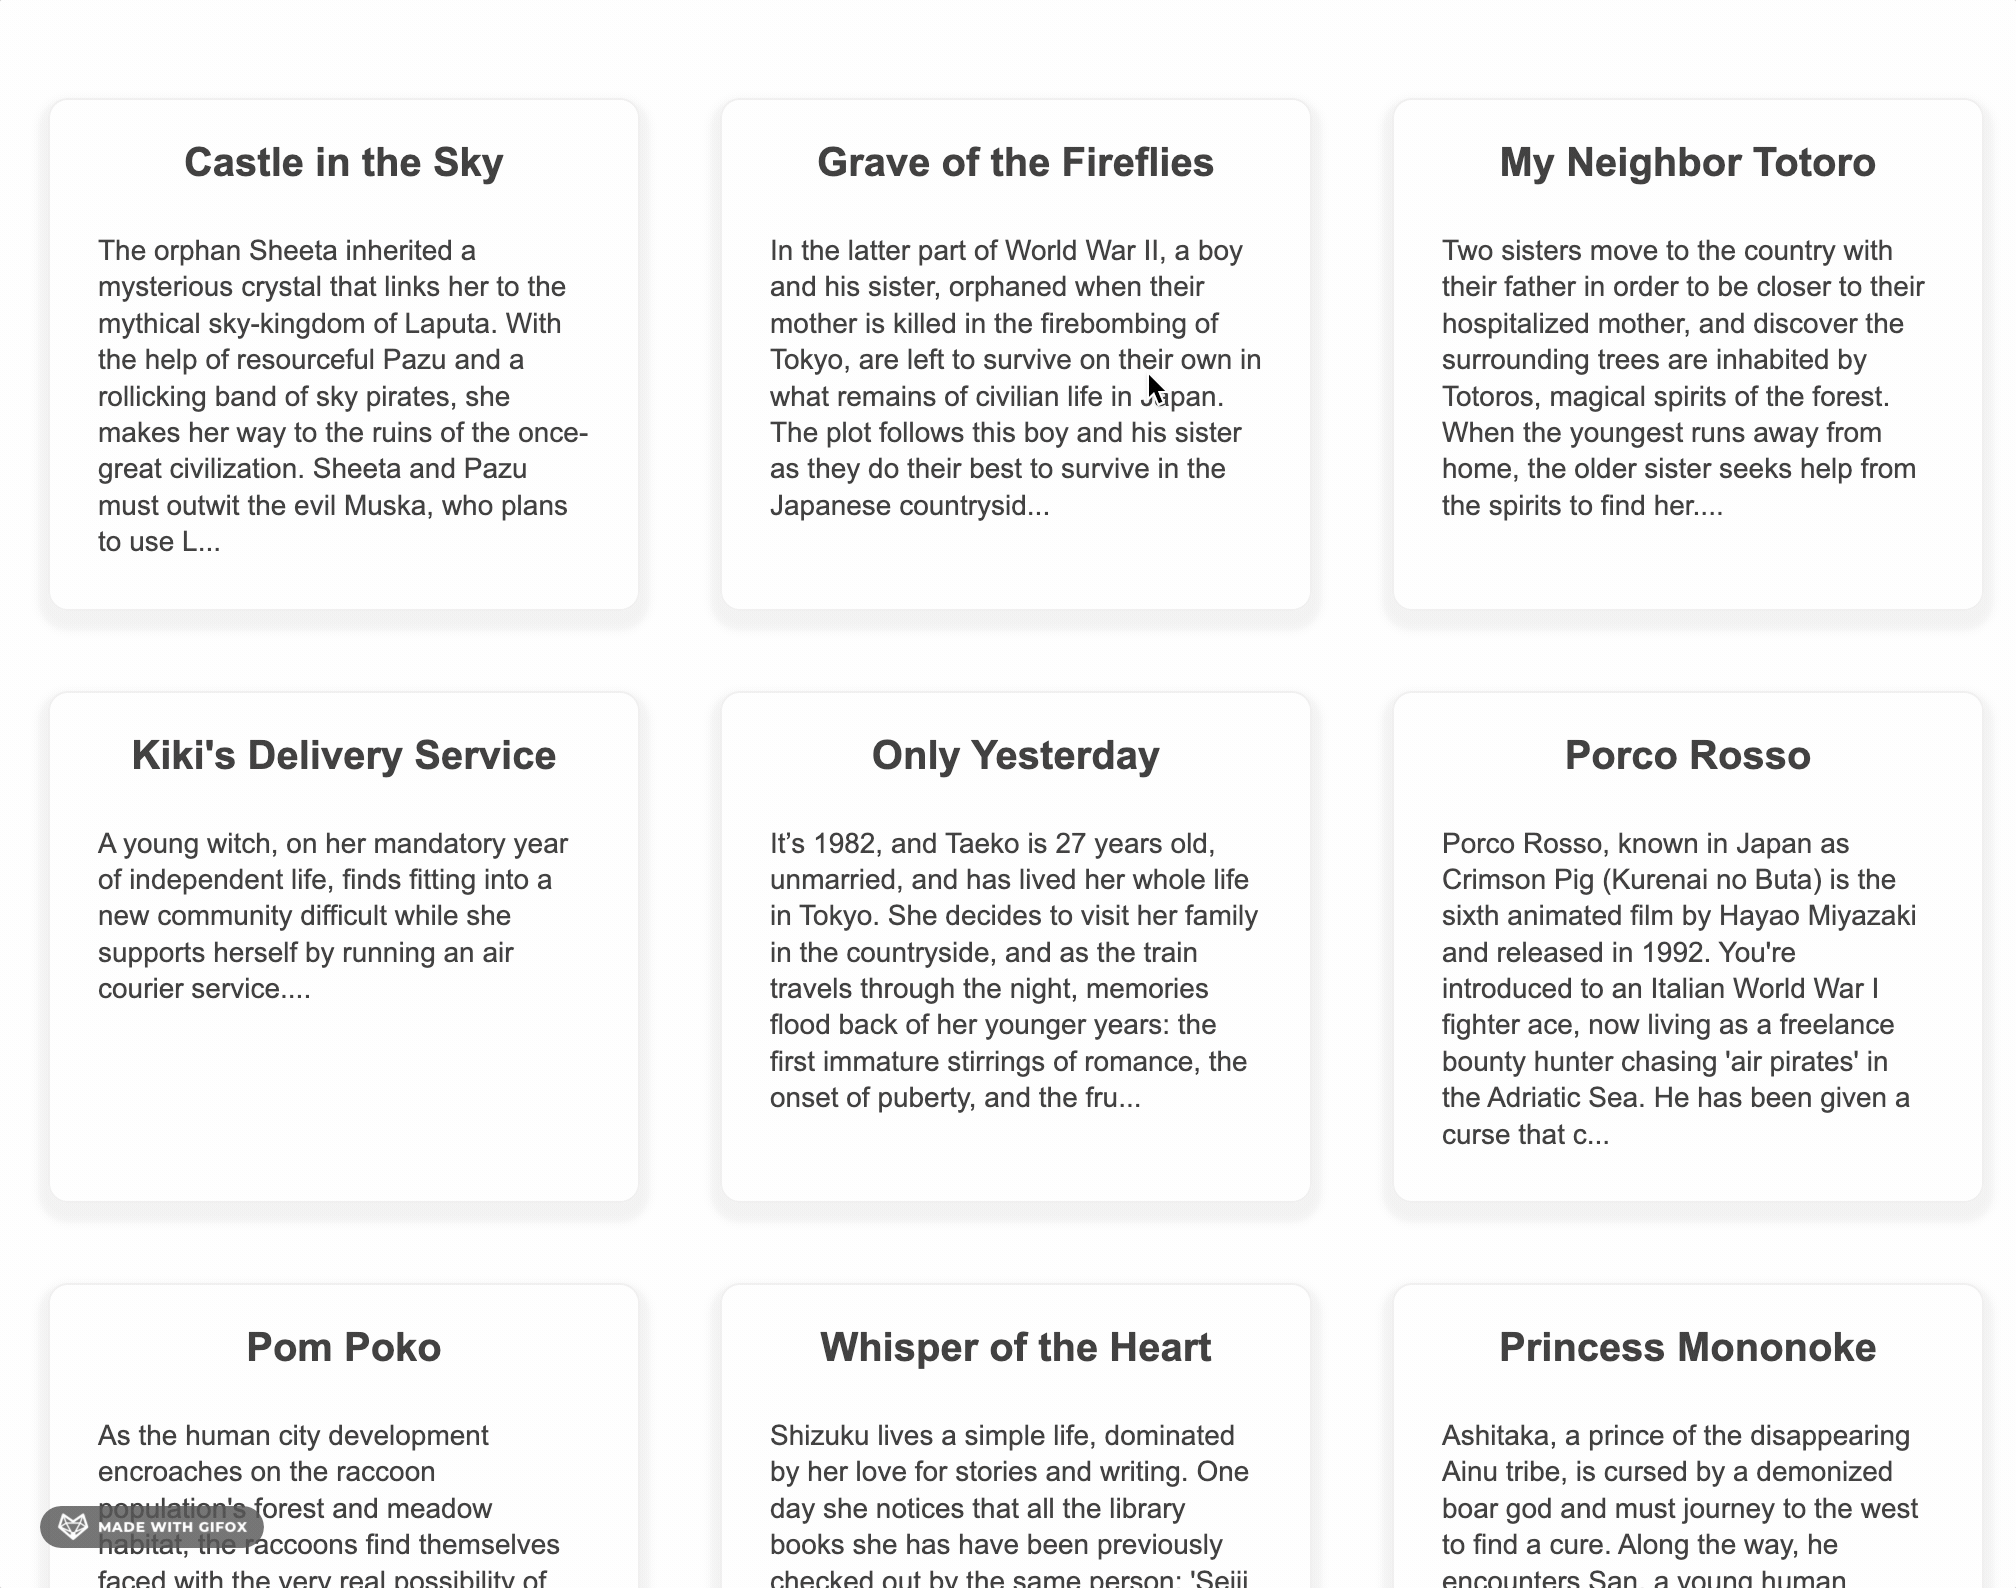 Castle in the Sky
The orphan Sheeta inherited a
mysterious crystal that links her to the
mythical sky-kingdom of Laputa. With
the help of resourceful Pazu and a
rollicking band of sky pirates, she
makes her way to the ruins of the once-
great civilization. Sheeta and Pazu
must outwit the evil Muska, who plans
to use L...
Grave of the Fireflies
In the latter part of World War II, a boy
and his sister, orphaned when their
mother is killed in the firebombing of
Tokyo, are left to survive on their own in
what remains of civilian life in Japan.
The plot follows this boy and his sister
as they do their best to survive in the
Japanese countrysid...
My Neighbor Totoro
Two sisters move to the country with
their father in order to be closer to their
hospitalized mother, and discover the
surrounding trees are inhabited by
Totoros, magical spirits of the forest.
When the youngest runs away from
home, the older sister seeks help from
the spirits to find her....
Kiki's Delivery Service
A young witch, on her mandatory year
of independent life, finds fitting into a
new community difficult while she
supports herself by running an air
courier service....
Only Yesterday
It’s 1982, and Taeko is 27 years old,
unmarried, and has lived her whole life
in Tokyo. She decides to visit her family
in the countryside, and as the train
travels through the night, memories
flood back of her younger years: the
first immature stirrings of romance, the
onset of puberty, and the fru...
Porco Rosso
Porco Rosso, known in Japan as
Crimson Pig (Kurenai no Buta) is the
sixth animated film by Hayao Miyazaki
and released in 1992. You're
introduced to an Italian World War I
fighter ace, now living as a freelance
bounty hunter chasing 'air pirates' in
the Adriatic Sea. He has been given a
curse that c...
Pom Poko
As the human city development
encroaches on the raccoon
population's forest and meadow
habitat, the raccoons find themselves
faced with the very real possibility of
MADE WITH GIFOX
Whisper of the Heart
Shizuku lives a simple life, dominated
by her love for stories and writing. One
day she notices that all the library
books she has have been previously
checked out by the same person: 'Seiji
Princess Mononoke
Ashitaka, a prince of the disappearing
Ainu tribe, is cursed by a demonized
boar god and must journey to the west
to find a cure. Along the way, he
encounters San, a young human